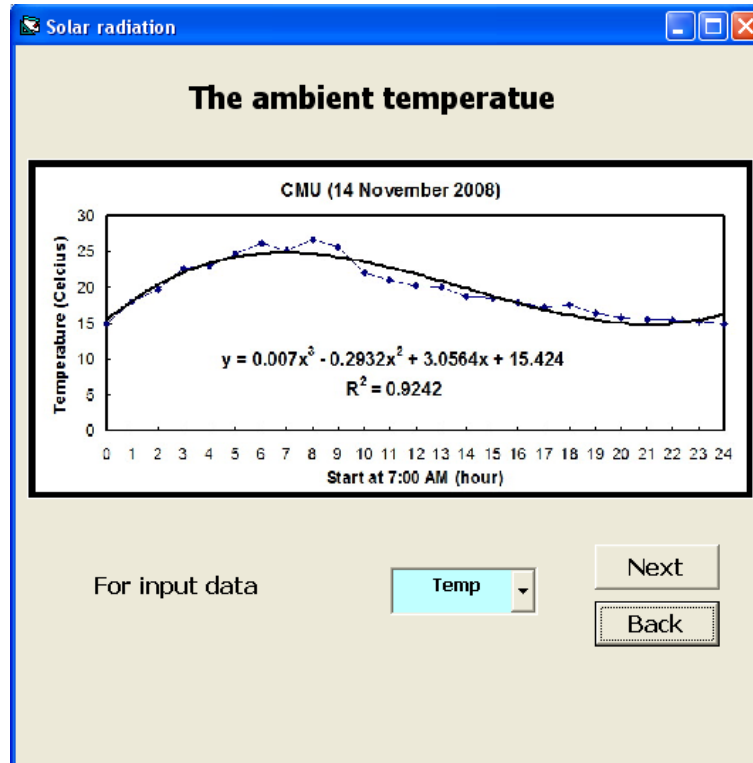 Solar radiation
The ambient temperatue
CMU (14 November 2008)
Temperature (Celcius)
30
25
20
15
10
5
0
y = 0.007x³ - 0.2932x² + 3.0564x + 15.424
R² = 0.9242
0 1 2 3 4 5 6 7 8 9 10 11 12 13 14 15 16 17 18 19 20 21 22 23 24
Start at 7:00 AM (hour)
For input data
Temp
Next
Back